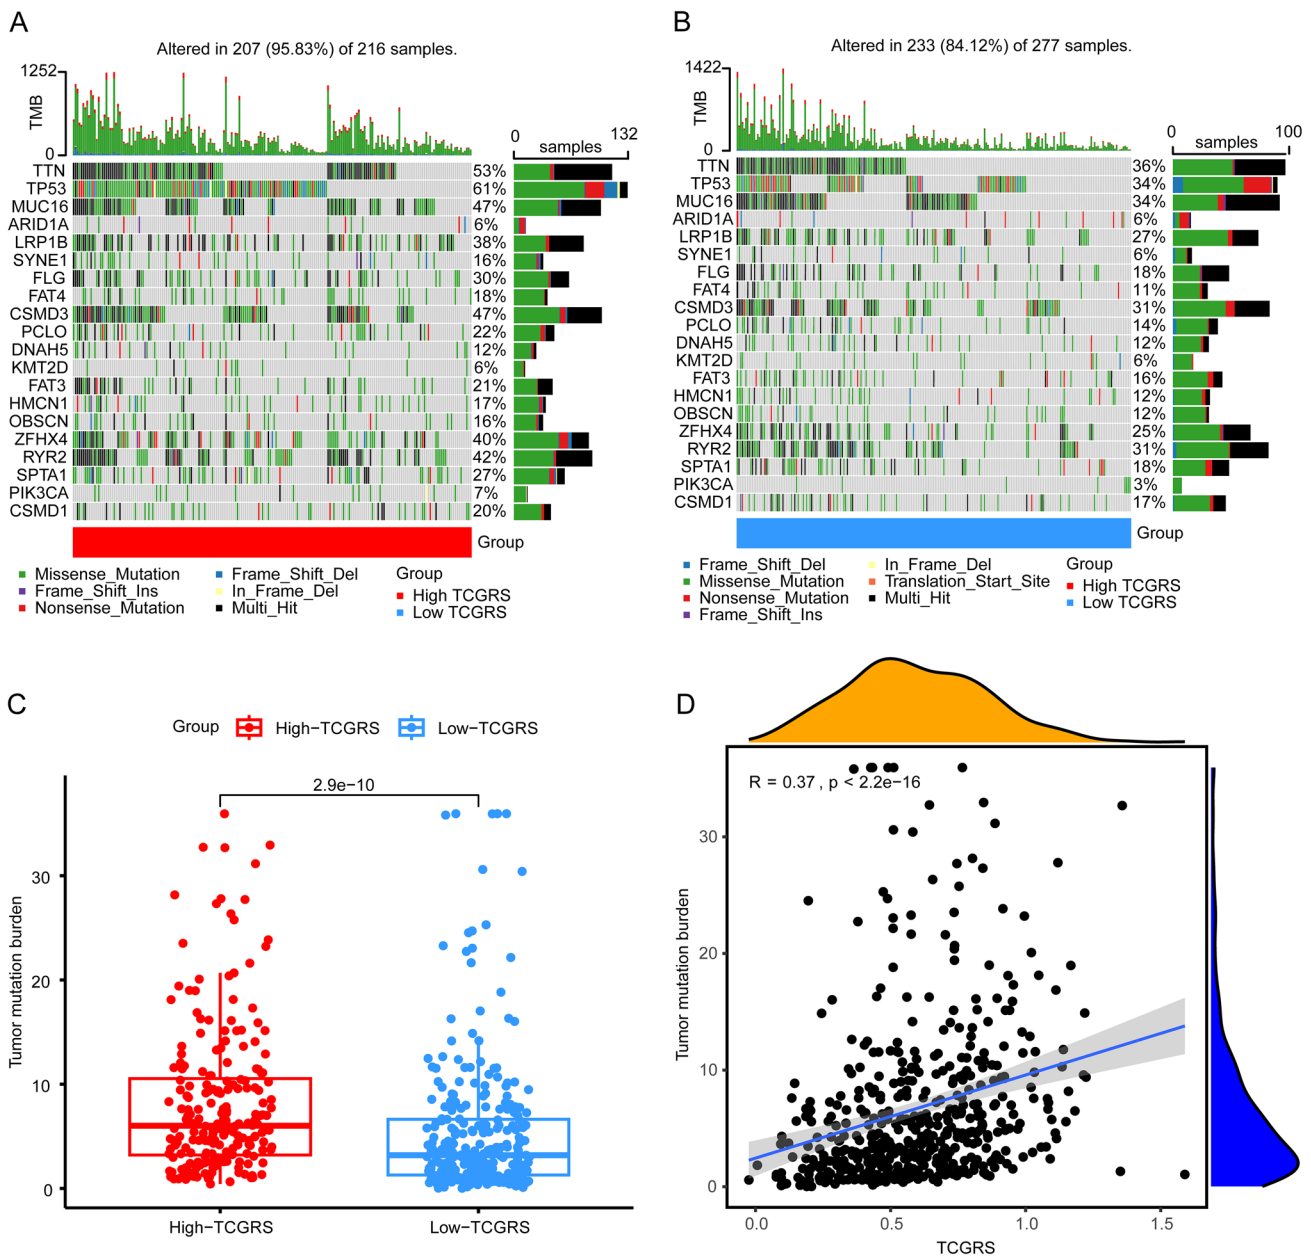 A
Altered in 207 (95.83%) of 216 samples.
1252
TMB
0
0 132
samples
TTN 53%
TP53 61%
MUC16 47%
ARID1A 6%
LRP1B 38%
SYNE1 16%
FLG 30%
FAT4 18%
CSMD3 47%
PCLO 22%
DNAH5 12%
KMT2D 6%
FAT3 21%
HMCN1 17%
OBSCN 16%
ZFHX4 40%
RYR2 42%
SPTA1 27%
PIK3CA 7%
CSMD1 20%
Group
Missense_Mutation
Frame_Shift_Ins
Nonsense_Mutation
Frame_Shift_Del
In_Frame_Del
Multi_Hit
Group
High TCGRS
Low TCGRS
B
Altered in 233 (84.12%) of 277 samples.
1422
TMB
0
0 100
samples
TTN 36%
TP53 34%
MUC16 34%
ARID1A 6%
LRP1B 27%
SYNE1 6%
FLG 18%
FAT4 11%
CSMD3 31%
PCLO 14%
DNAH5 12%
KMT2D 6%
FAT3 16%
HMCN1 12%
OBSCN 12%
ZFHX4 25%
RYR2 31%
SPTA1 18%
PIK3CA 3%
CSMD1 17%
Group
Frame_Shift_Del
Missense_Mutation
Nonsense_Mutation
Frame_Shift_Ins
In_Frame_Del
Translation_Start_Site
Multi_Hit
Group
High TCGRS
Low TCGRS
C
Group High−TCGRS Low−TCGRS
2.9e−10
Tumor mutation burden
30
20
10
0
High−TCGRS Low−TCGRS
D
R = 0.37 , p < 2.2e−16
Tumor mutation burden
30
20
10
0
0.0 0.5 1.0 1.5
TCGRS